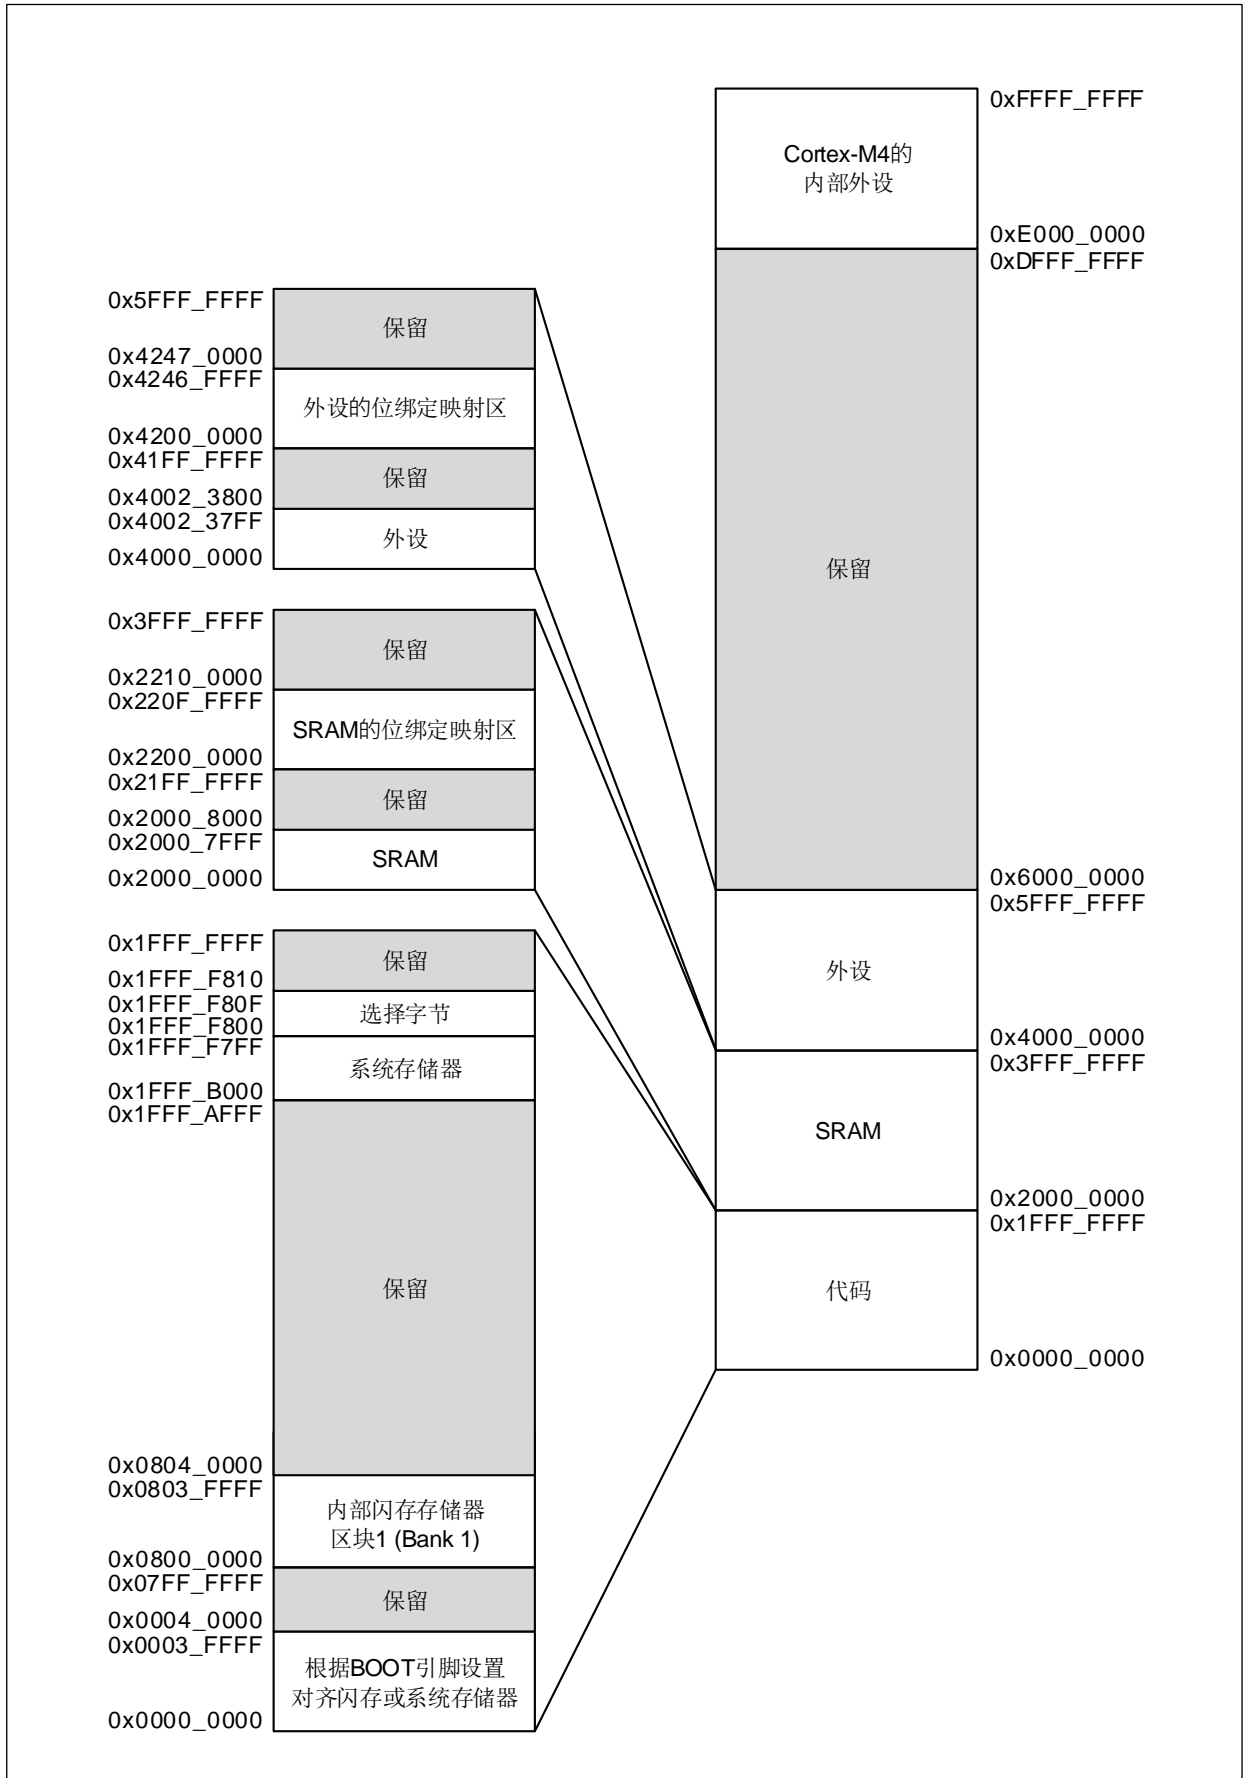 0xFFFF_FFFF
Cortex-M4的
内部外设
0xE000_0000
0xDFFF_FFFF
保留
0x6000_0000
0x5FFF_FFFF
外设
0x4000_0000
0x3FFF_FFFF
SRAM
0x2000_0000
0x1FFF_FFFF
代码
0x0000_0000
0x5FFF_FFFF
保留
0x4247_0000
0x4246_FFFF
外设的位绑定映射区
0x4200_0000
0x41FF_FFFF
保留
0x4002_3800
0x4002_37FF
外设
0x4000_0000
0x3FFF_FFFF
保留
0x2210_0000
0x220F_FFFF
SRAM的位绑定映射区
0x2200_0000
0x21FF_FFFF
保留
0x2000_8000
0x2000_7FFF
SRAM
0x2000_0000
0x1FFF_FFFF
保留
0x1FFF_F810
0x1FFF_F80F
选择字节
0x1FFF_F800
0x1FFF_F7FF
系统存储器
0x1FFF_B000
0x1FFF_AFFF
保留
0x0804_0000
0x0803_FFFF
内部闪存存储器
区块1 (Bank 1)
0x0800_0000
0x07FF_FFFF
保留
0x0004_0000
0x0003_FFFF
根据BOOT引脚设置
对齐闪存或系统存储器
0x0000_0000